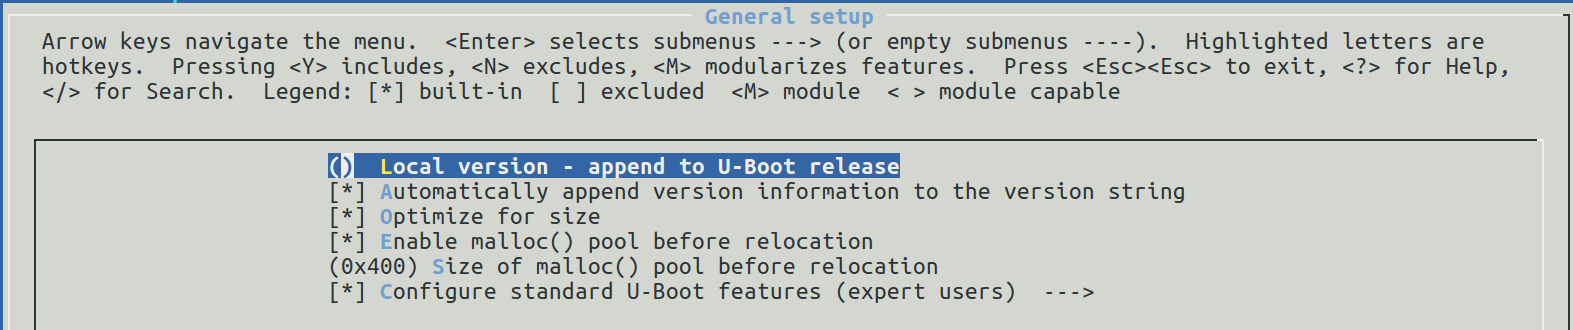 General setup
Arrow keys navigate the menu.  <Enter> selects submenus ---> (or empty submenus ----).  Highlighted letters are
hotkeys.  Pressing <Y> includes, <N> excludes, <M> modularizes features.  Press <Esc><Esc> to exit, <?> for Help,
</> for Search.  Legend: [*] built-in  [ ] excluded  <M> module  < > module capable
()  Local version - append to U-Boot release
[*] Automatically append version information to the version string
[*] Optimize for size
[*] Enable malloc() pool before relocation
(0x400) Size of malloc() pool before relocation
[*] Configure standard U-Boot features (expert users)  --->